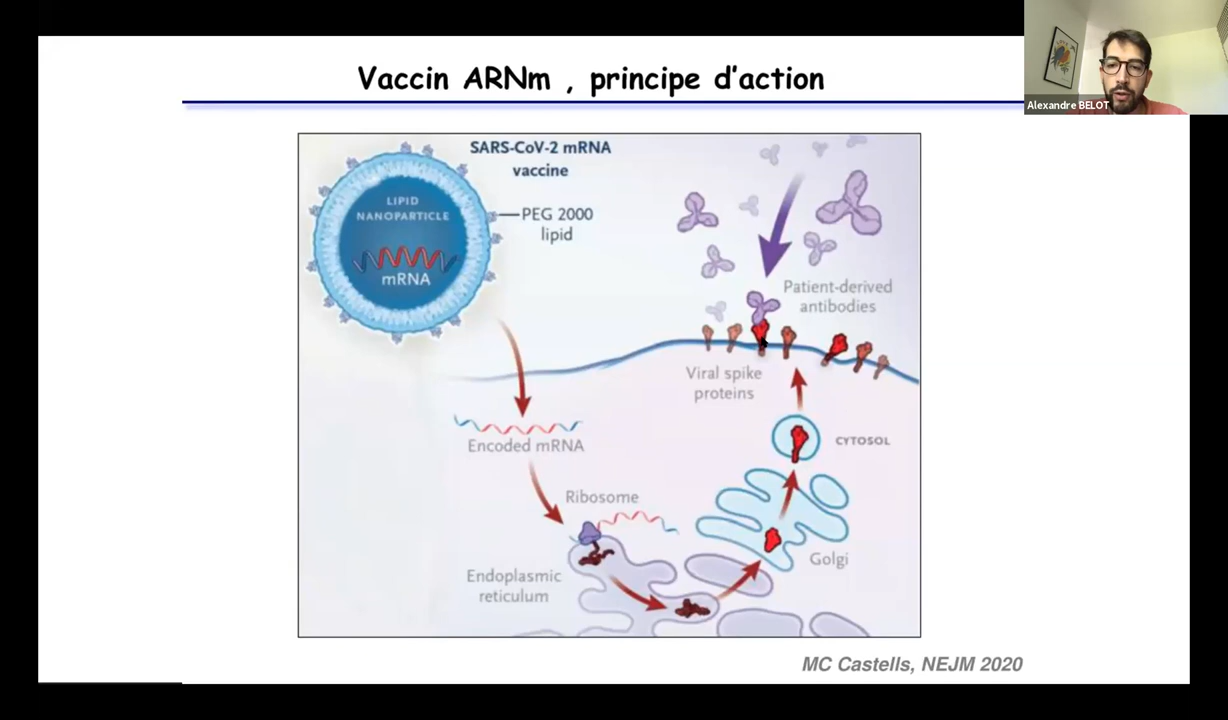 Vaccin ARNm , principe d'action
Alexandre BELOT
SARS-CoV-2 mRNA
vaccine
LIPID
NANOPARTICLE
mRNA
PEG 2000
lipid
Patient-derived
antibodies
Viral spike
proteins
Encoded mRNA
CYTOSOL
Ribosome
Golgi
Endoplasmic
reticulum
MC Castells, NEJM 2020